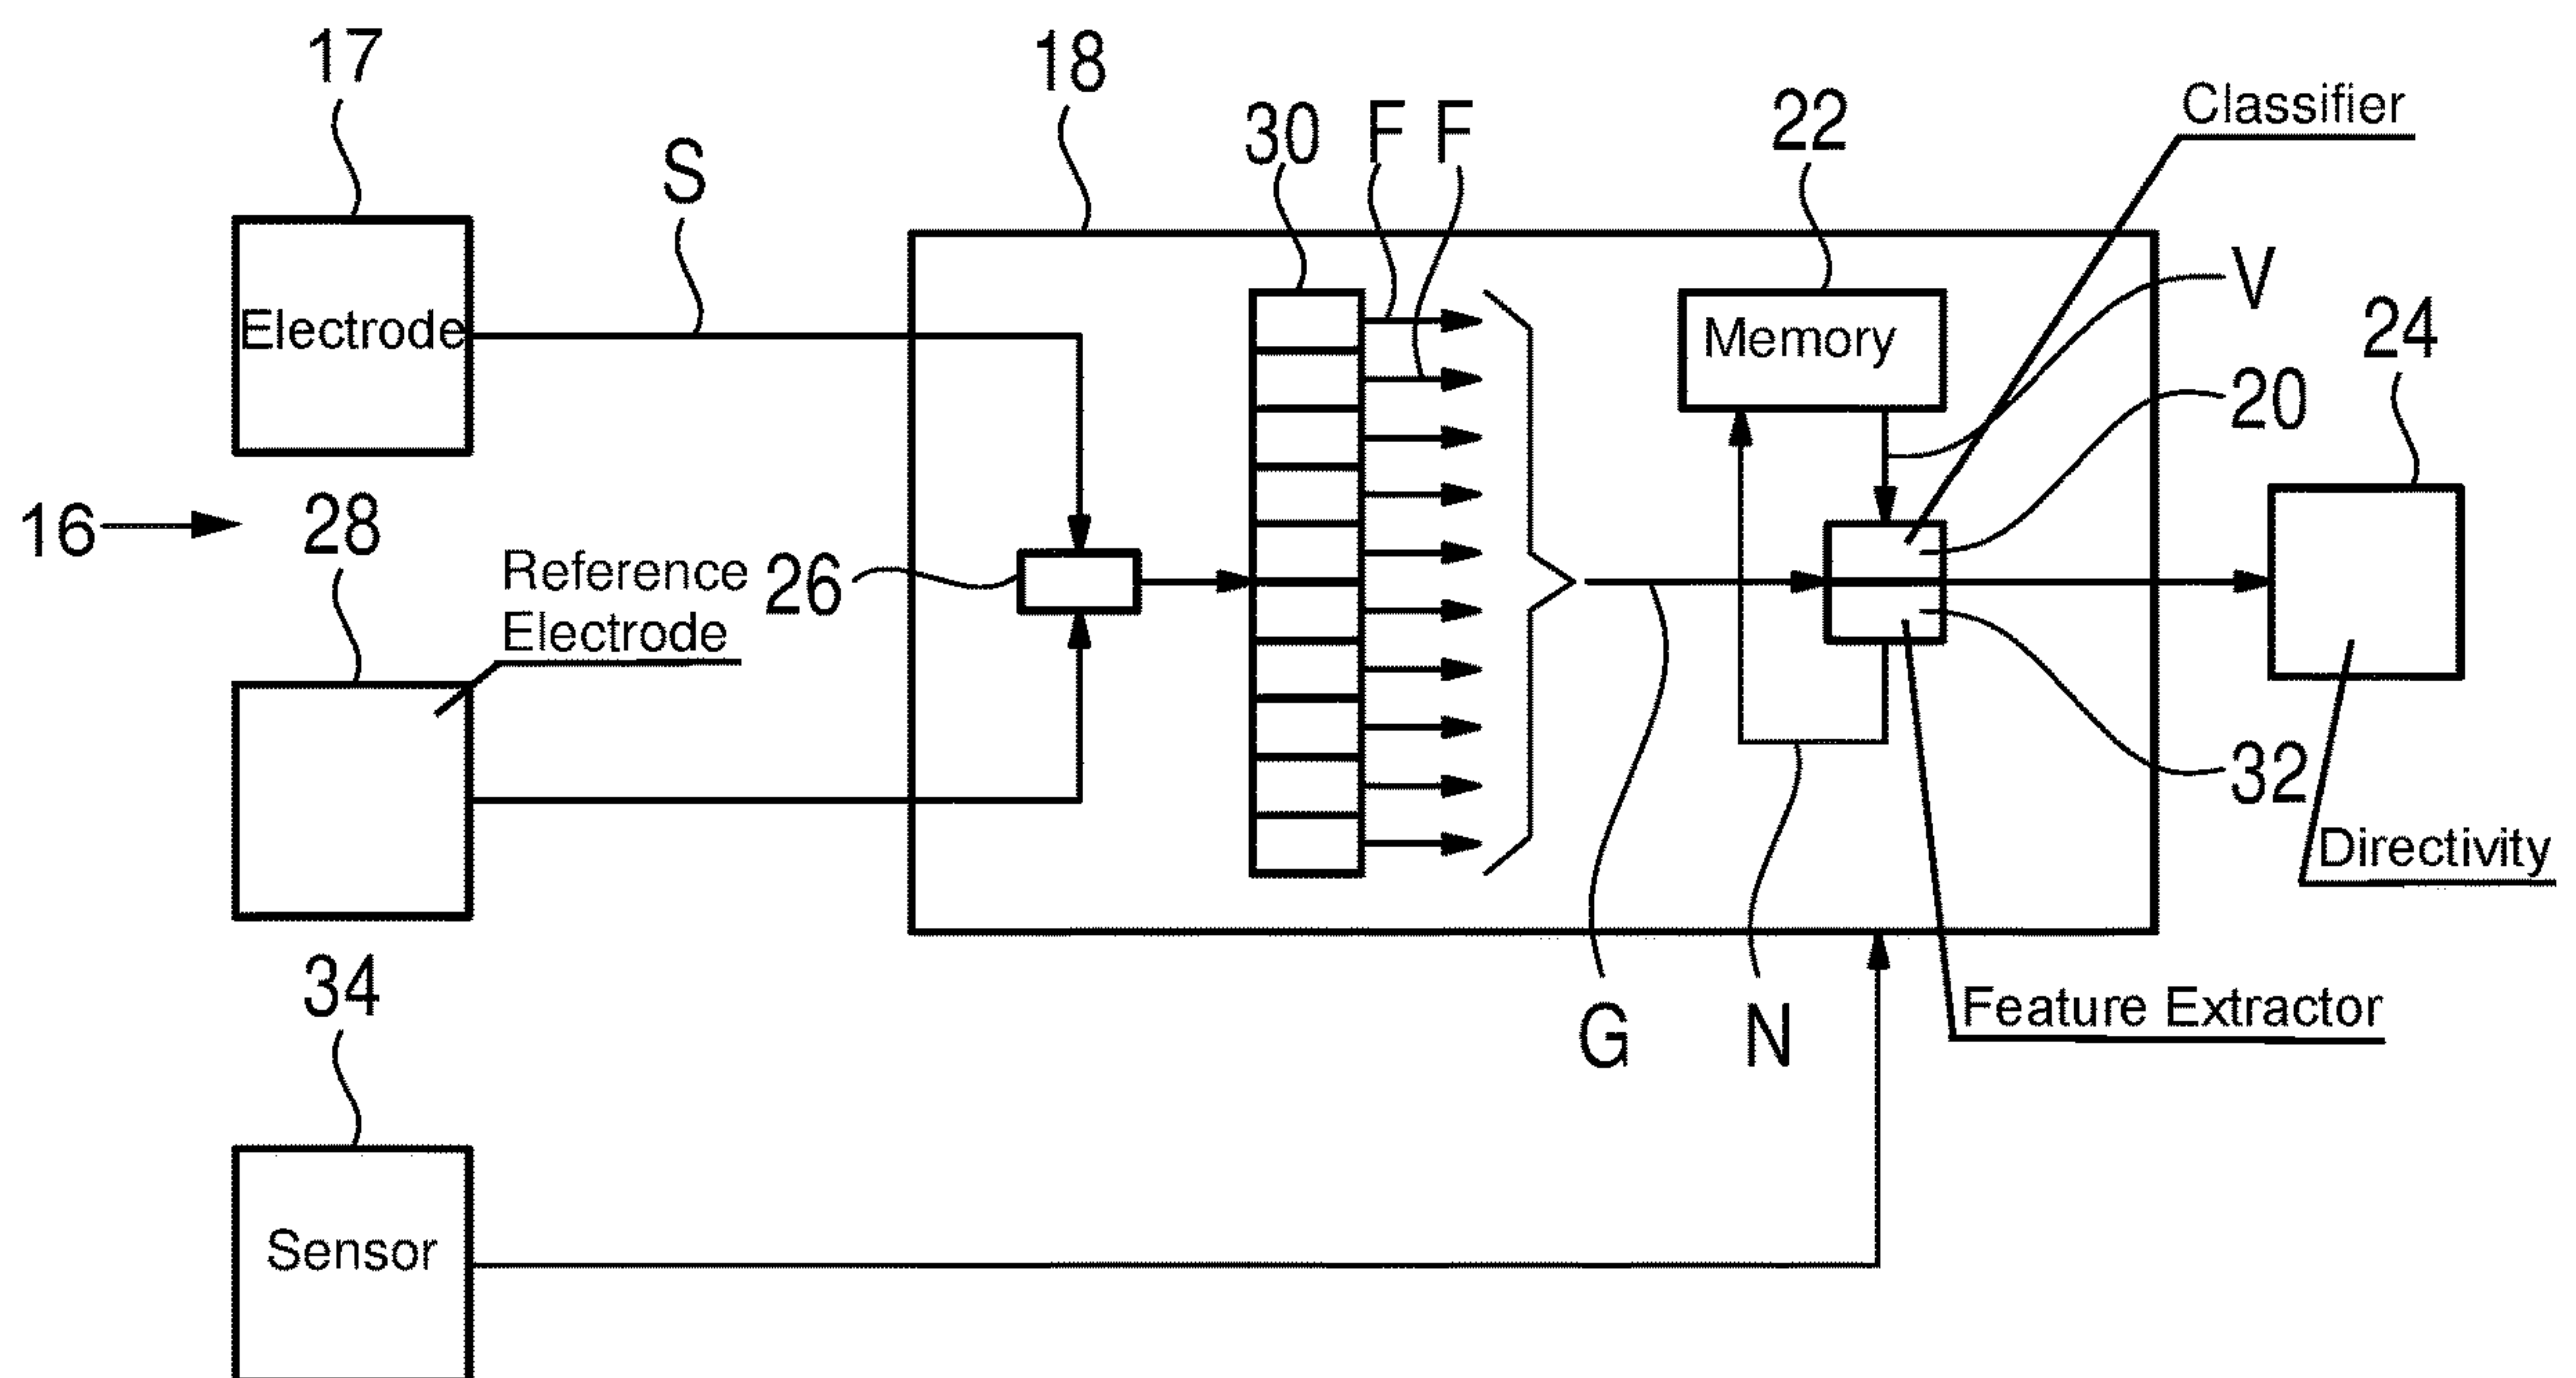 17
18
Classifier
30
F
F
22
S
V
24
Electrode
Memory
20
16
28
Reference
Electrode
26
32
Directivity
34
Feature Extractor
G
N
Sensor